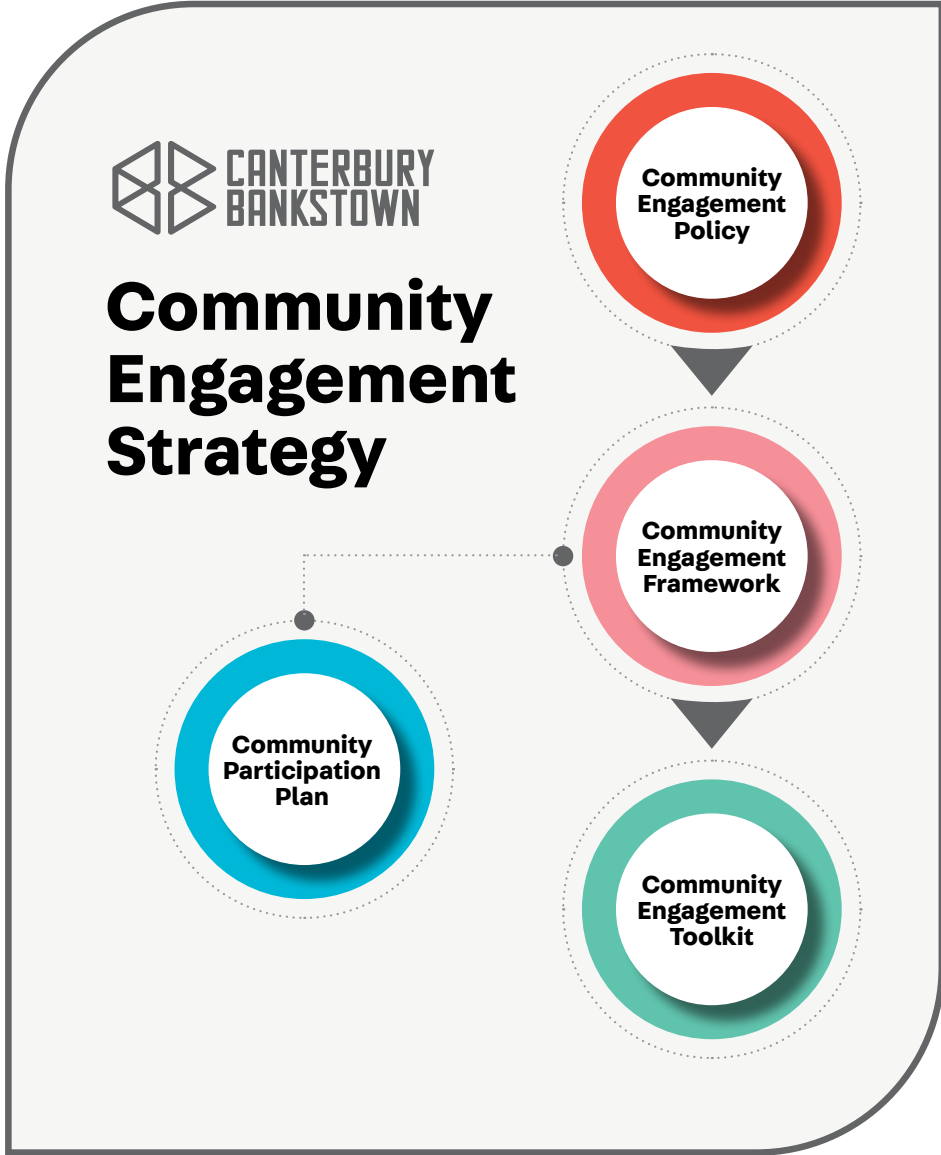 CANTERBURY
BANKSTOWN
Community
Engagement
Strategy
Community
Engagement
Policy
Community
Engagement
Framework
Community
Participation
Plan
Community
Engagement
Toolkit